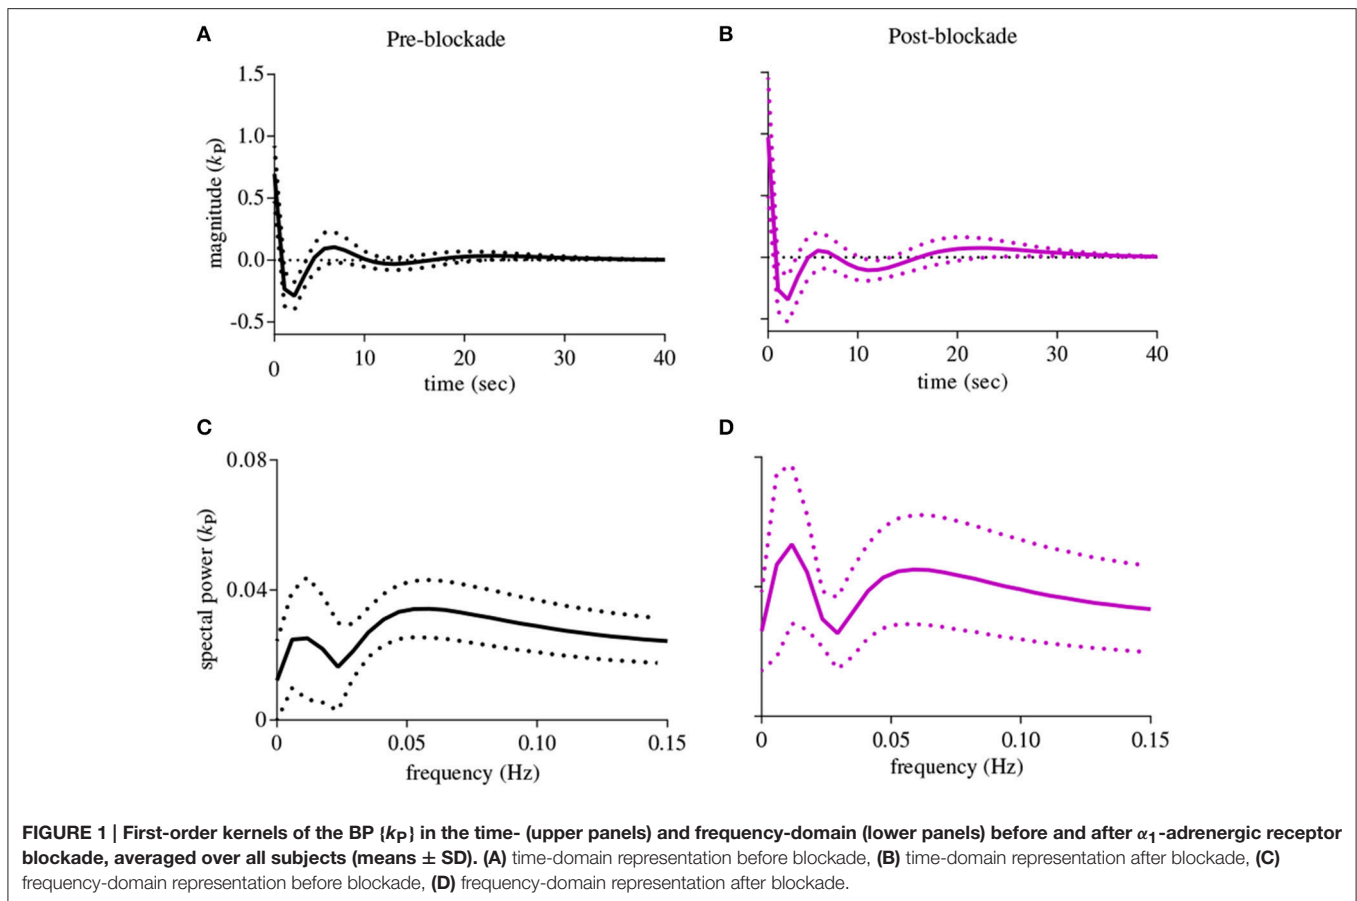 A
Pre-blockade
B
Post-blockade
1.5
1.0
0.5
0.0
-0.5
magnitude (kP)
0
10
20
30
40
time (sec)
0
10
20
30
40
time (sec)
C
D
0.08
0.04
0
spectal power (kP)
0
0.05
0.10
0.15
frequency (Hz)
0
0.05
0.10
0.15
frequency (Hz)
FIGURE 1 | First-order kernels of the BP {kP} in the time- (upper panels) and frequency-domain (lower panels) before and after α1-adrenergic receptor
blockade, averaged over all subjects (means ± SD). (A) time-domain representation before blockade, (B) time-domain representation after blockade, (C)
frequency-domain representation before blockade, (D) frequency-domain representation after blockade.